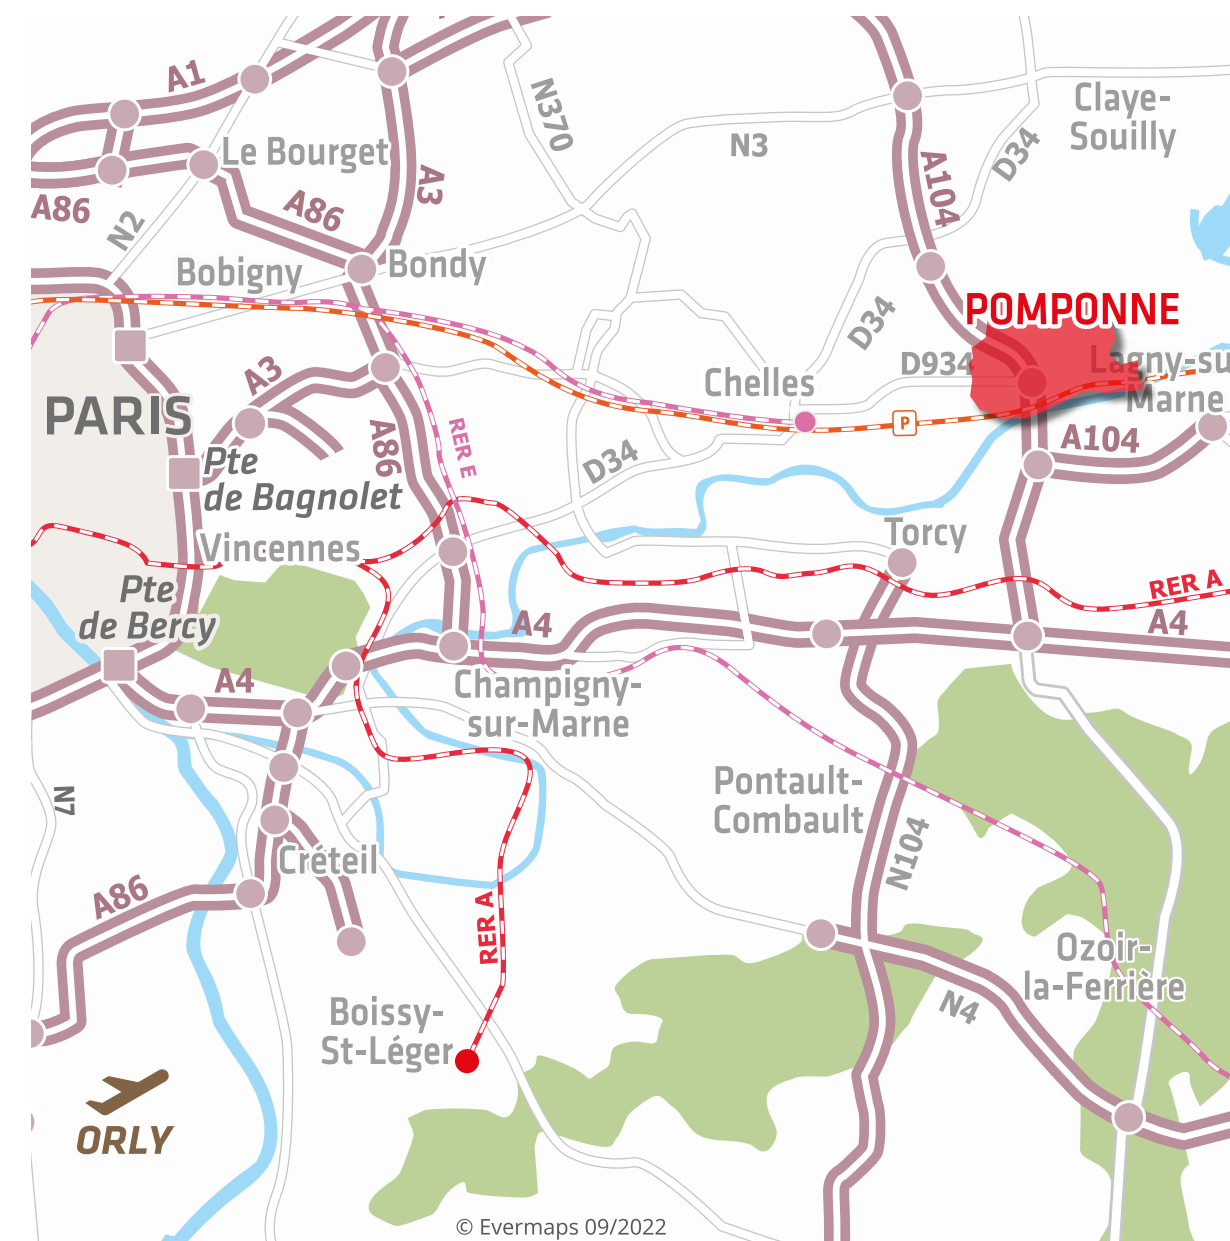 A1
N370
Claye-
Souilly
N3
Le Bourget
D34
A3
A104
A86
A86
N2
Bobigny
Bondy
POMPONNE
D34
D934
Lagny-su
Marne
A3
Chelles
PARIS
P
A104
RER E
A86
D34
Pte
de Bagnolet
Torcy
Vincennes
Pte
de Bercy
RER A
A4
A4
A4
Champigny-
sur-Marne
Pontault-
Combault
N7
N104
Créteil
A86
RER A
Ozoir-
la-Ferrière
N4
Boissy-
St-Léger
ORLY
© Evermaps 09/2022